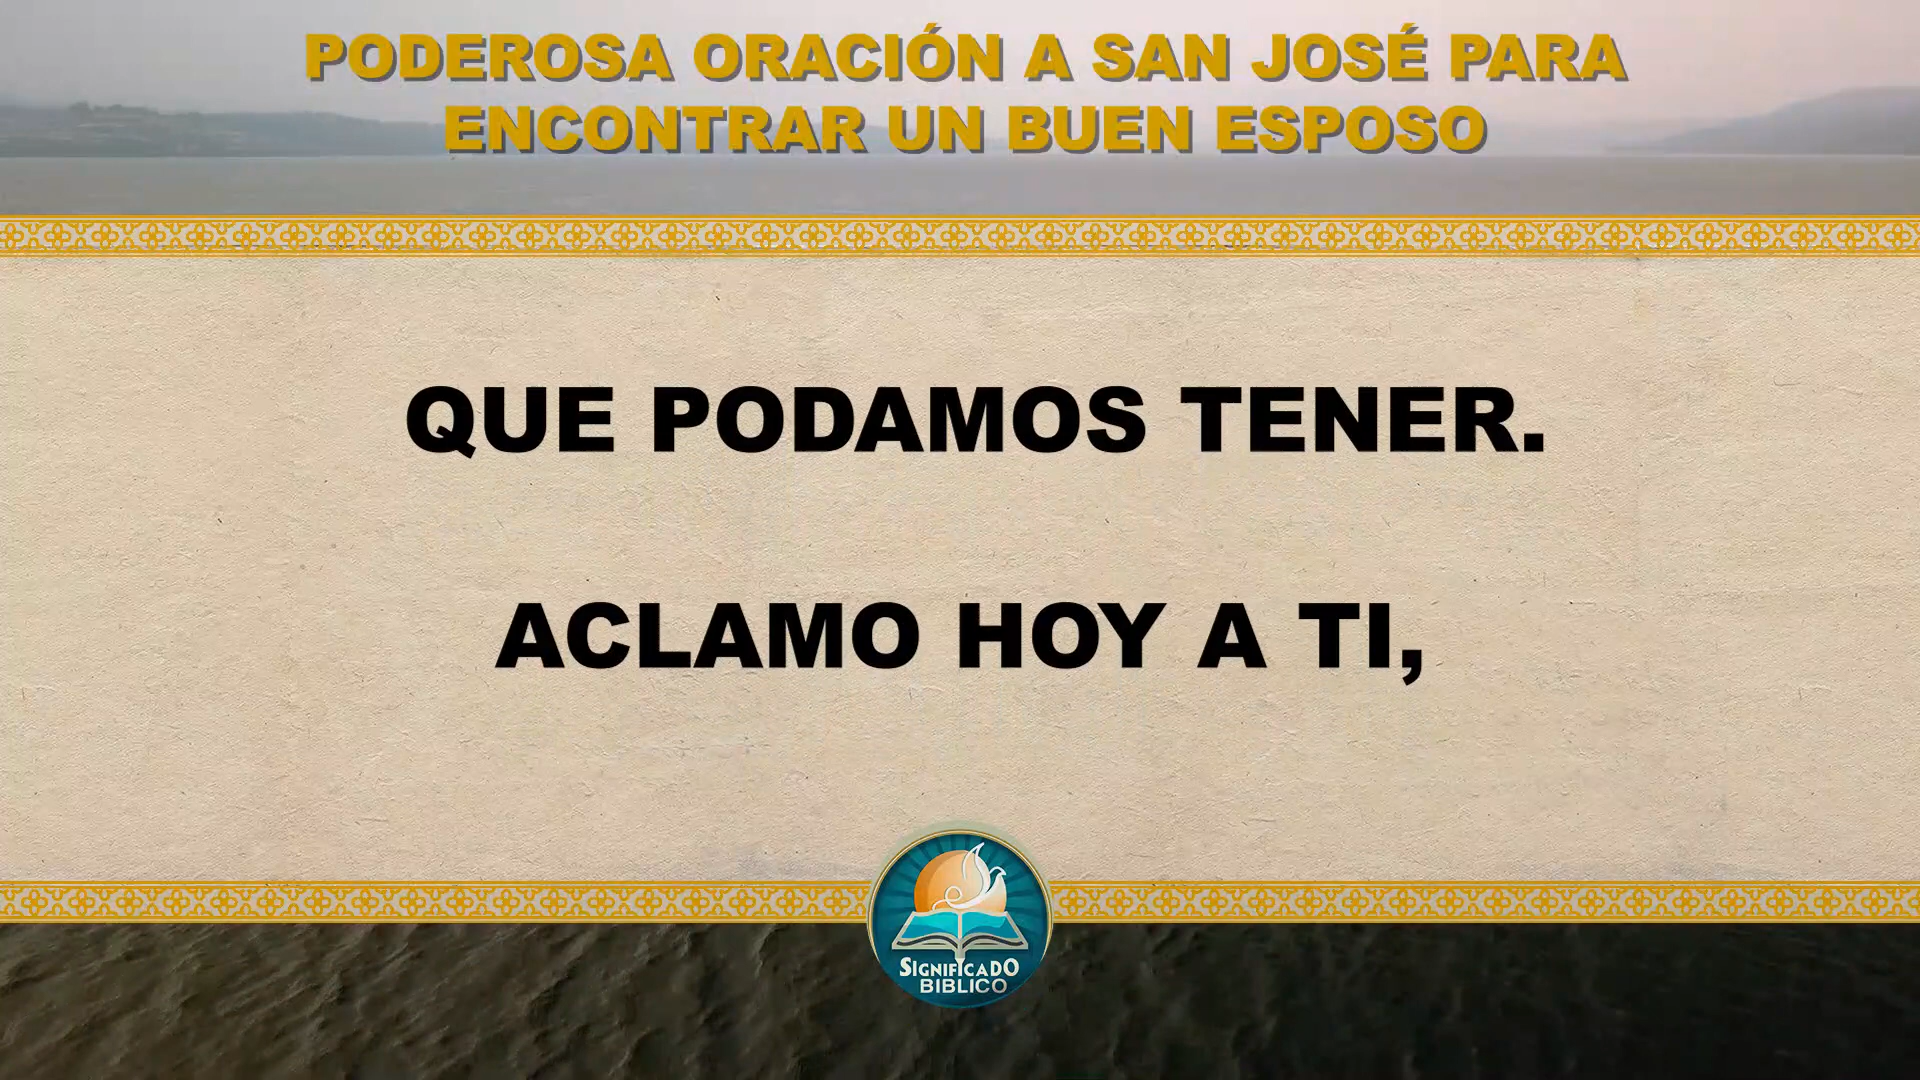 PODEROSA ORACIÓN A SAN JOSÉ PARA
ENCONTRAR UN BUEN ESPOSO
QUE PODAMOS TENER.
ACLAMO HOY A TI,
SIGNIFICADO
BIBLICO